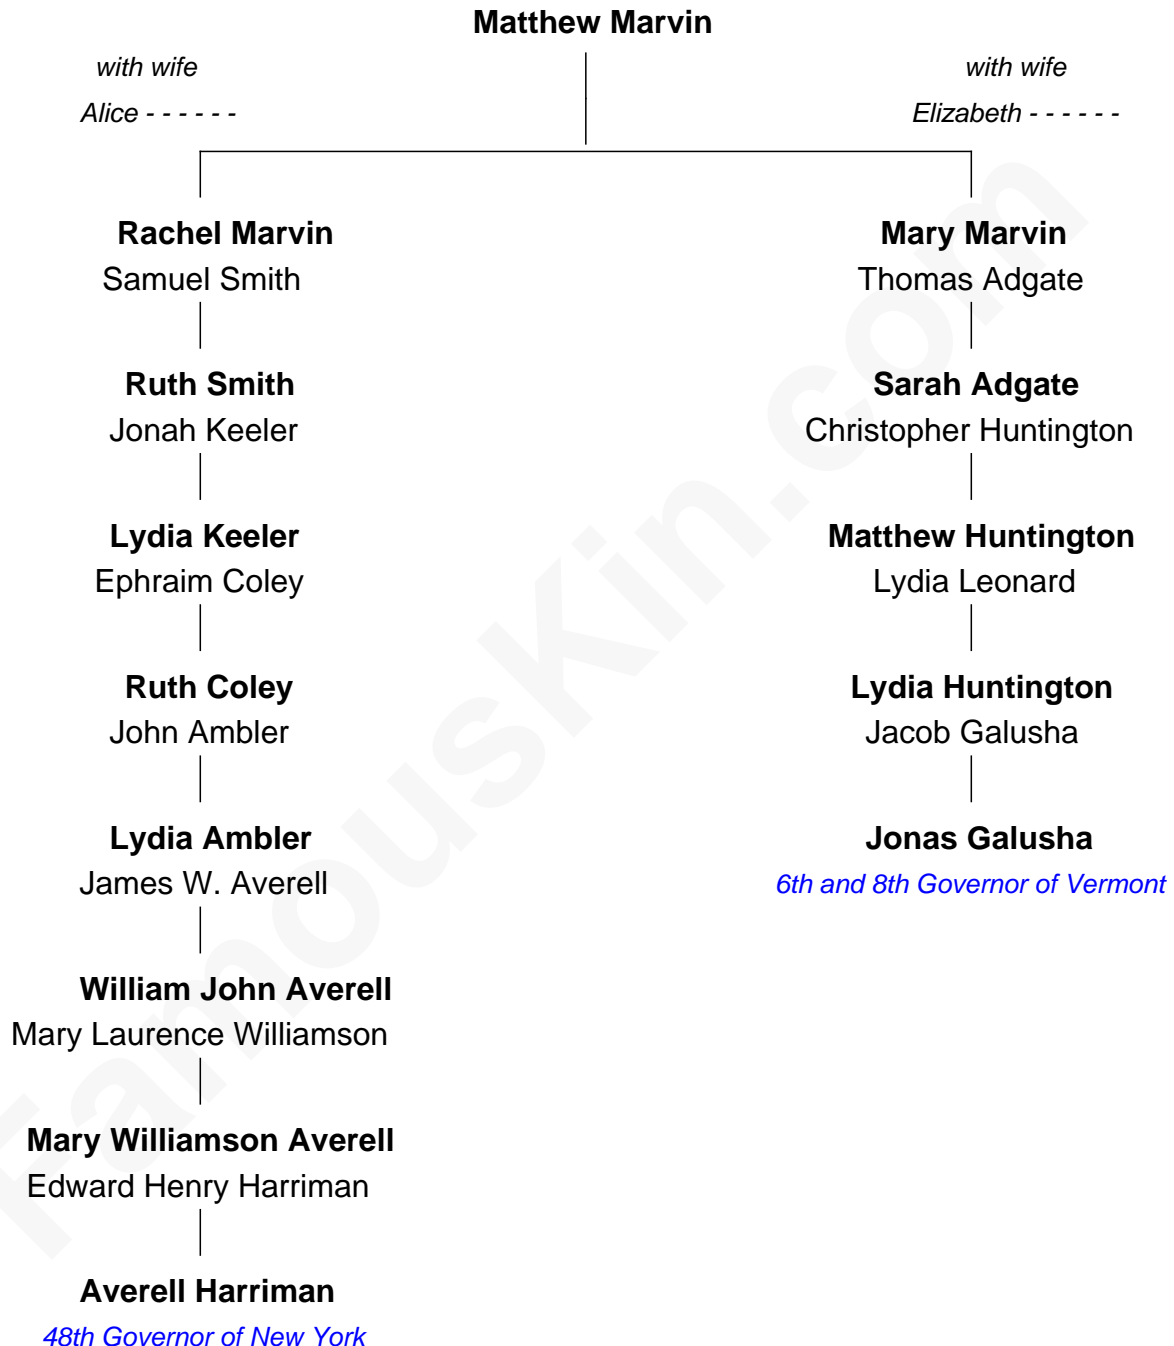 Matthew Marvin
with wife
Alice - - - - - -
with wife
Elizabeth - - - - - -
Rachel Marvin
Samuel Smith
Mary Marvin
Thomas Adgate
Ruth Smith
Jonah Keeler
Sarah Adgate
Christopher Huntington
Lydia Keeler
Ephraim Coley
Matthew Huntington
Lydia Leonard
Ruth Coley
John Ambler
Lydia Huntington
Jacob Galusha
Lydia Ambler
James W. Averell
Jonas Galusha
6th and 8th Governor of Vermont
William John Averell
Mary Laurence Williamson
Mary Williamson Averell
Edward Henry Harriman
Averell Harriman
48th Governor of New York
FamousKin.com